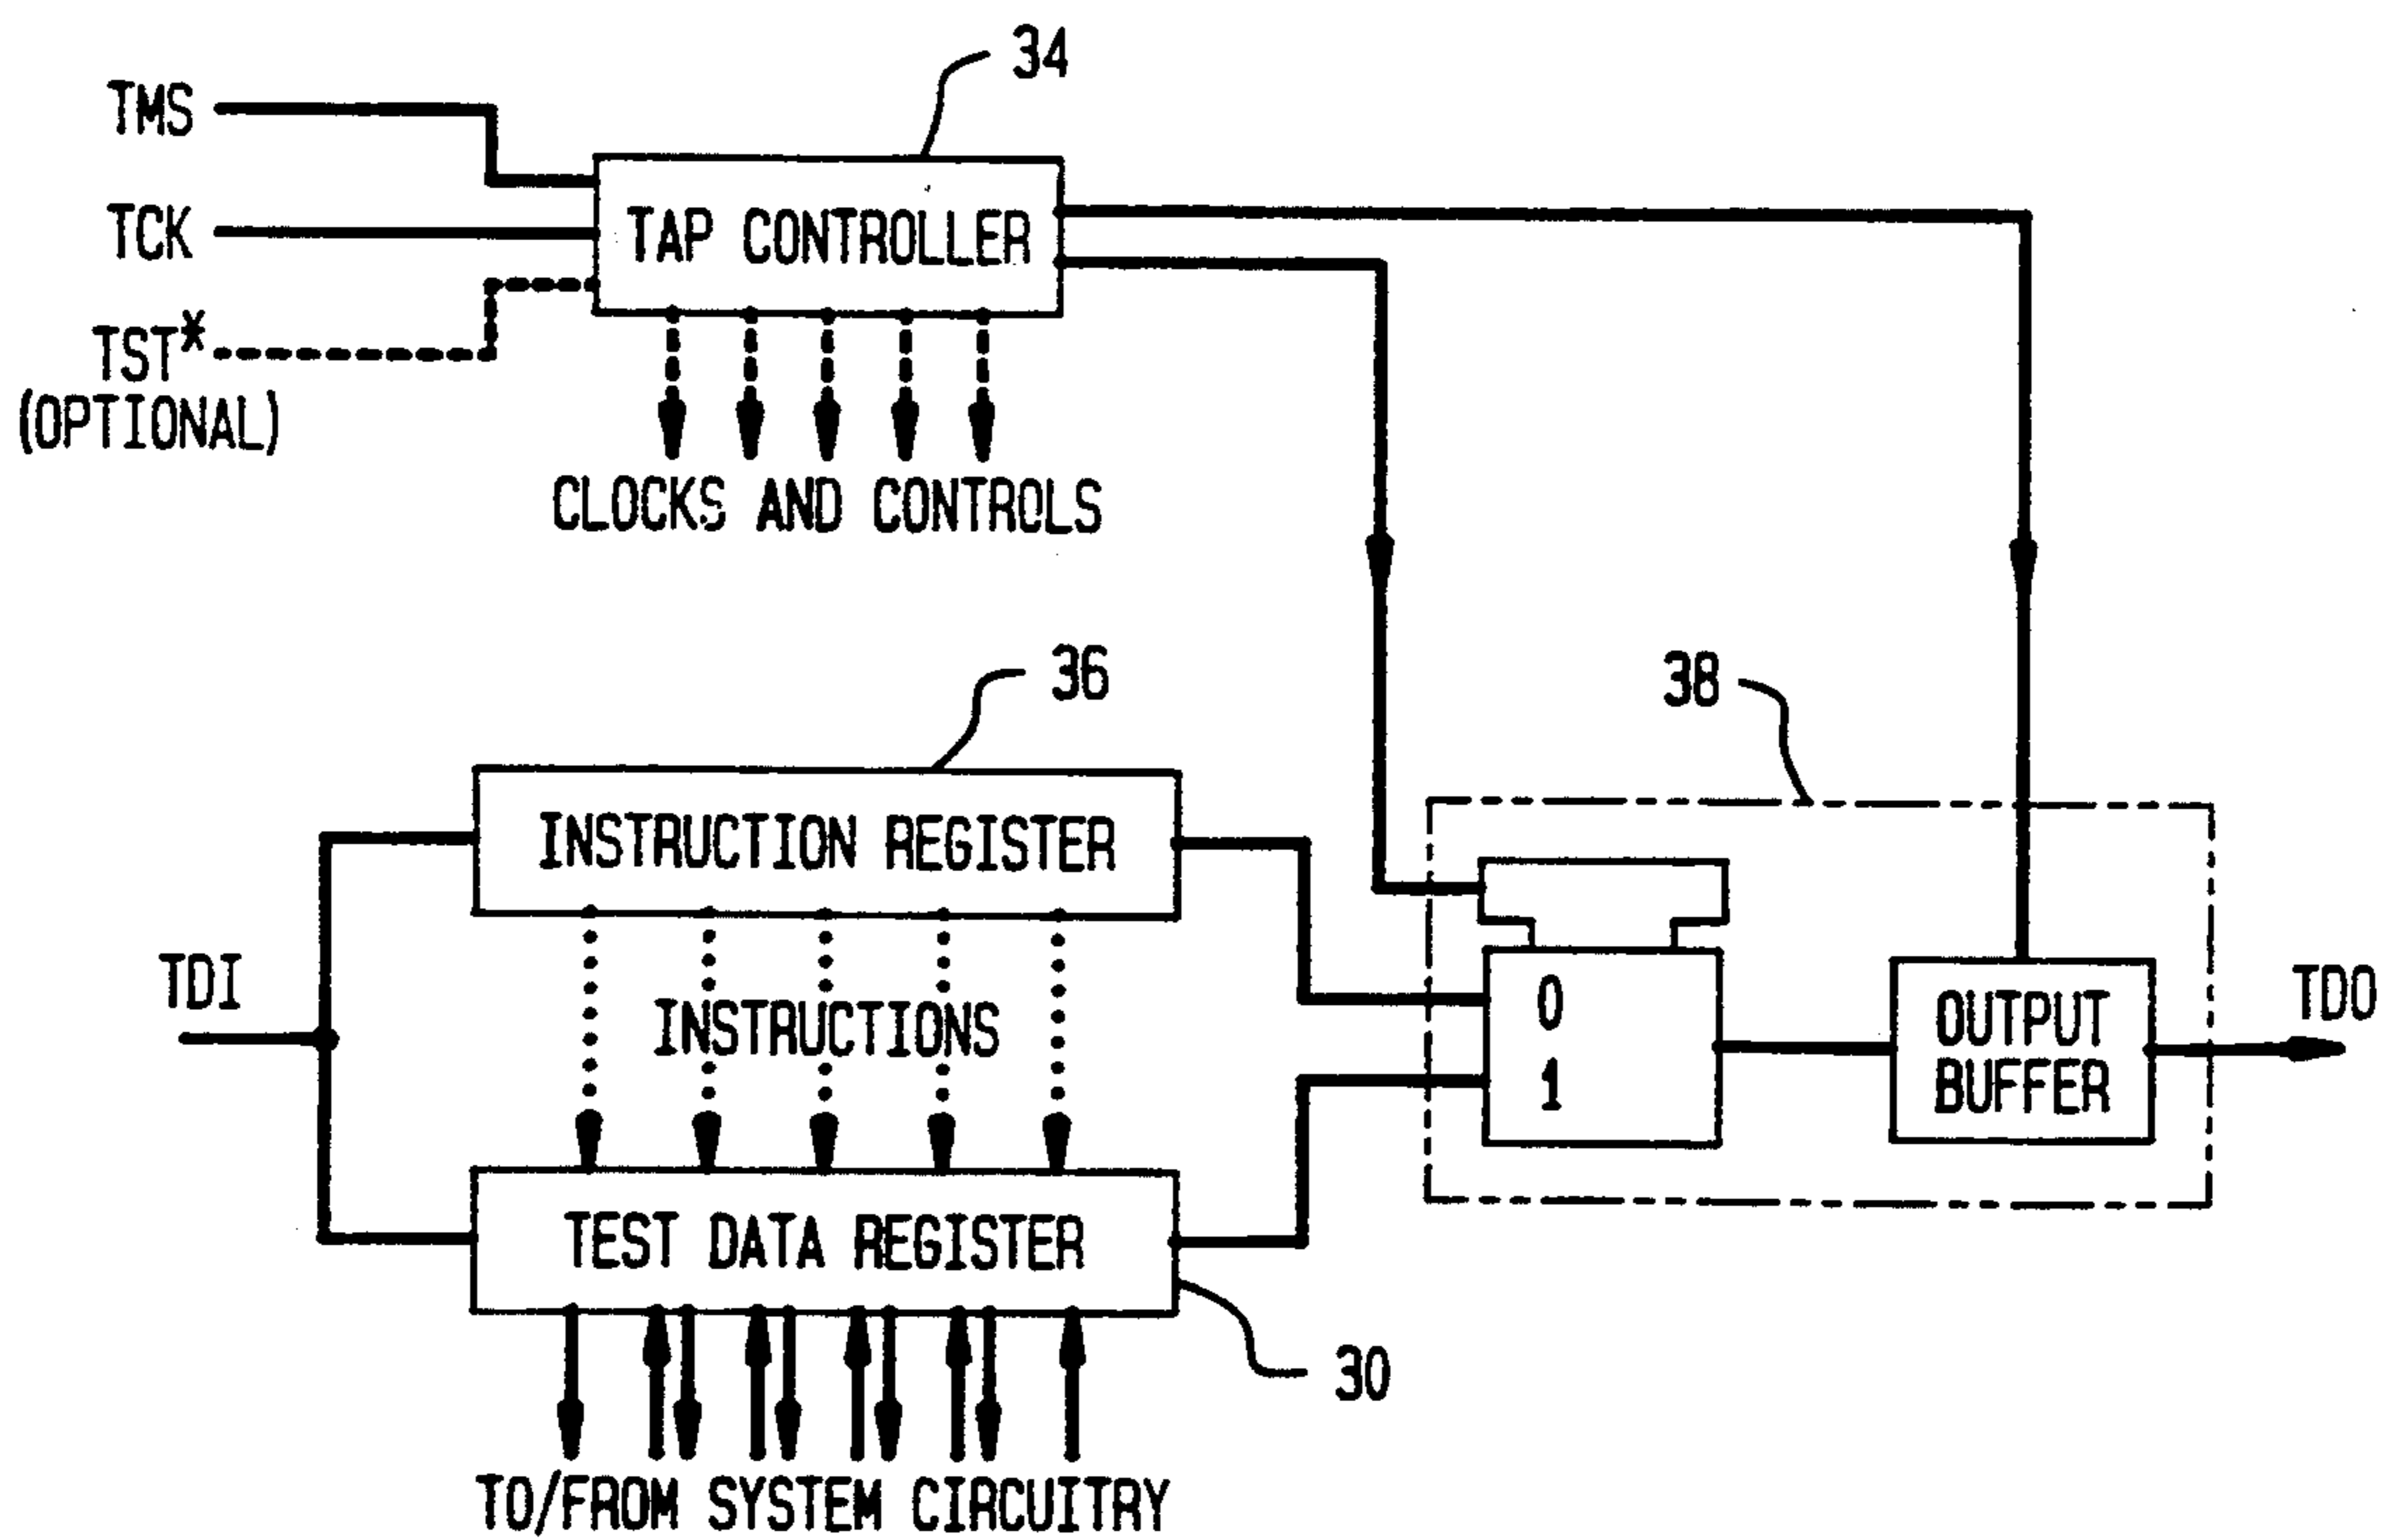 34
TMS
TCK
TAP CONTROLLER
TST*
(OPTIONAL)
CLOCKS AND CONTROLS
36
38
INSTRUCTION REGISTER
TDI
INSTRUCTIONS
0
1
OUTPUT
BUFFER
TDO
TEST DATA REGISTER
30
TO/FROM SYSTEM CIRCUITRY